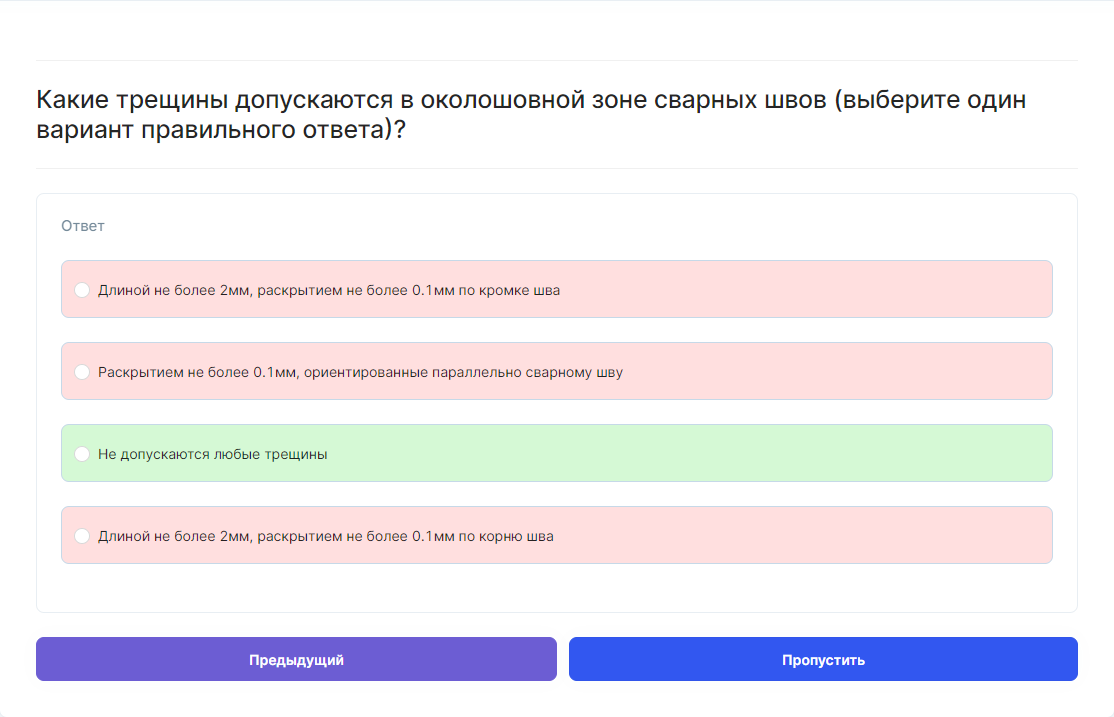 Какие трещины допускаются в околошовной зоне сварных швов (выберите один
вариант правильного ответа)?
Ответ
Длиной не более 2мм, раскрытием не более 0.1мм по кромке шва
Раскрытием не более 0.1мм, ориентированные параллельно сварному шву
Не допускаются любые трещины
Длиной не более 2мм, раскрытием не более 0.1мм по корню шва
Предыдущий
Пропустить